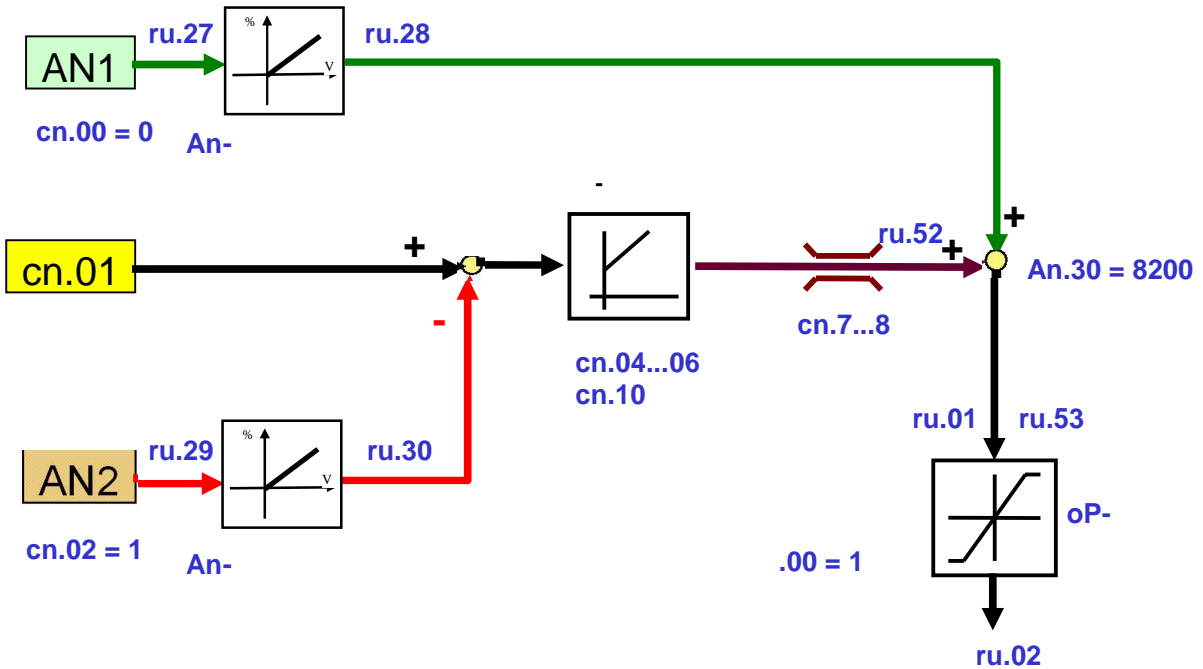 ru.27
%
V
ru.28
AN1
cn.00 = 0
An-
-
+
+
+
ru.52
cn.01
An.30 = 8200
-
cn.7...8
cn.04...06
cn.10
ru.01
ru.53
ru.29
%
V
ru.30
AN2
oP-
cn.02 = 1
An-
.00 = 1
ru.02